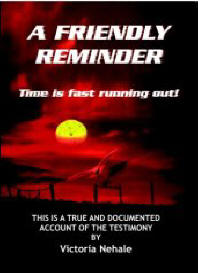 A FRIENDLY
REMINDER
Time is fast running out!
THIS IS A TRUE AND DOCUMENTED
ACCOUNT OF THE TESTIMONY
BY
Victoria Nehale